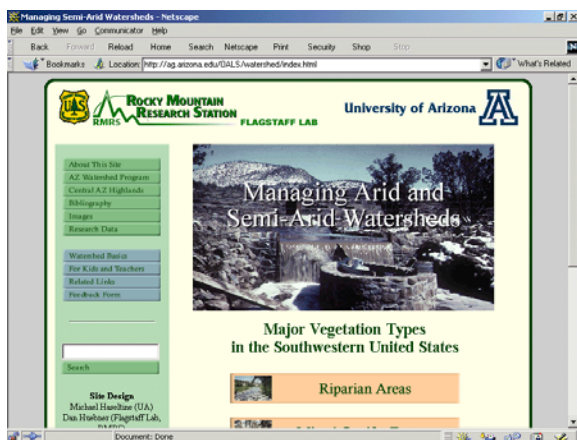 Managing Semi-Arid Watersheds - Netscape
File Edit View Go Communicator Help
Back Forward Reload Home Search Netscape Print Security Shop Stop
Bookmarks Location: http://ag.arizona.edu/OALS/watershed/index.html What's Related
ROCKY MOUNTAIN
RESEARCH STATION
RMRS FLAGSTAFF LAB
University of Arizona
A
About This Site
AZ Watershed Program
Central AZ Highlands
Bibliography
Images
Research Data
Watershed Basics
For Kids and Teachers
Related Links
Feedback Form
Search
Site Design
Michael Haseltine (UA)
Dan Huebner (Flagstaff Lab,
Managing Arid and
Semi-Arid Watersheds
Major Vegetation Types
in the Southwestern United States
Riparian Areas
Document: Done